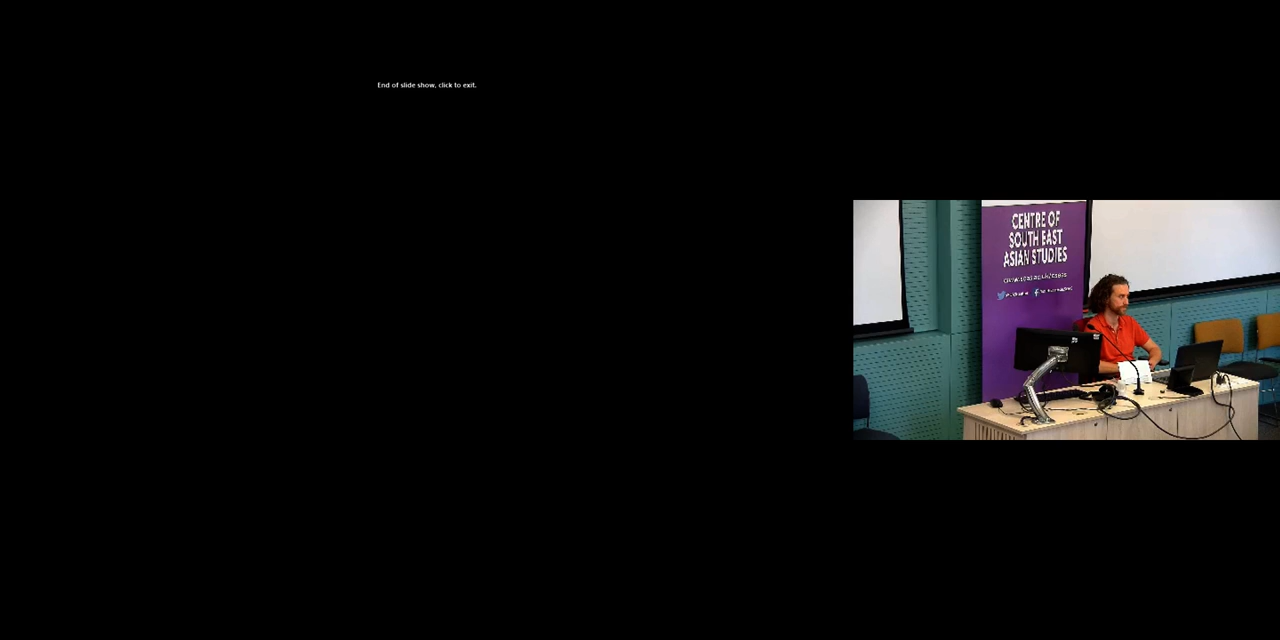 End of slide show, click to exit.
CENTRE OF
SOUTH EAST
ASIAN STUDIES